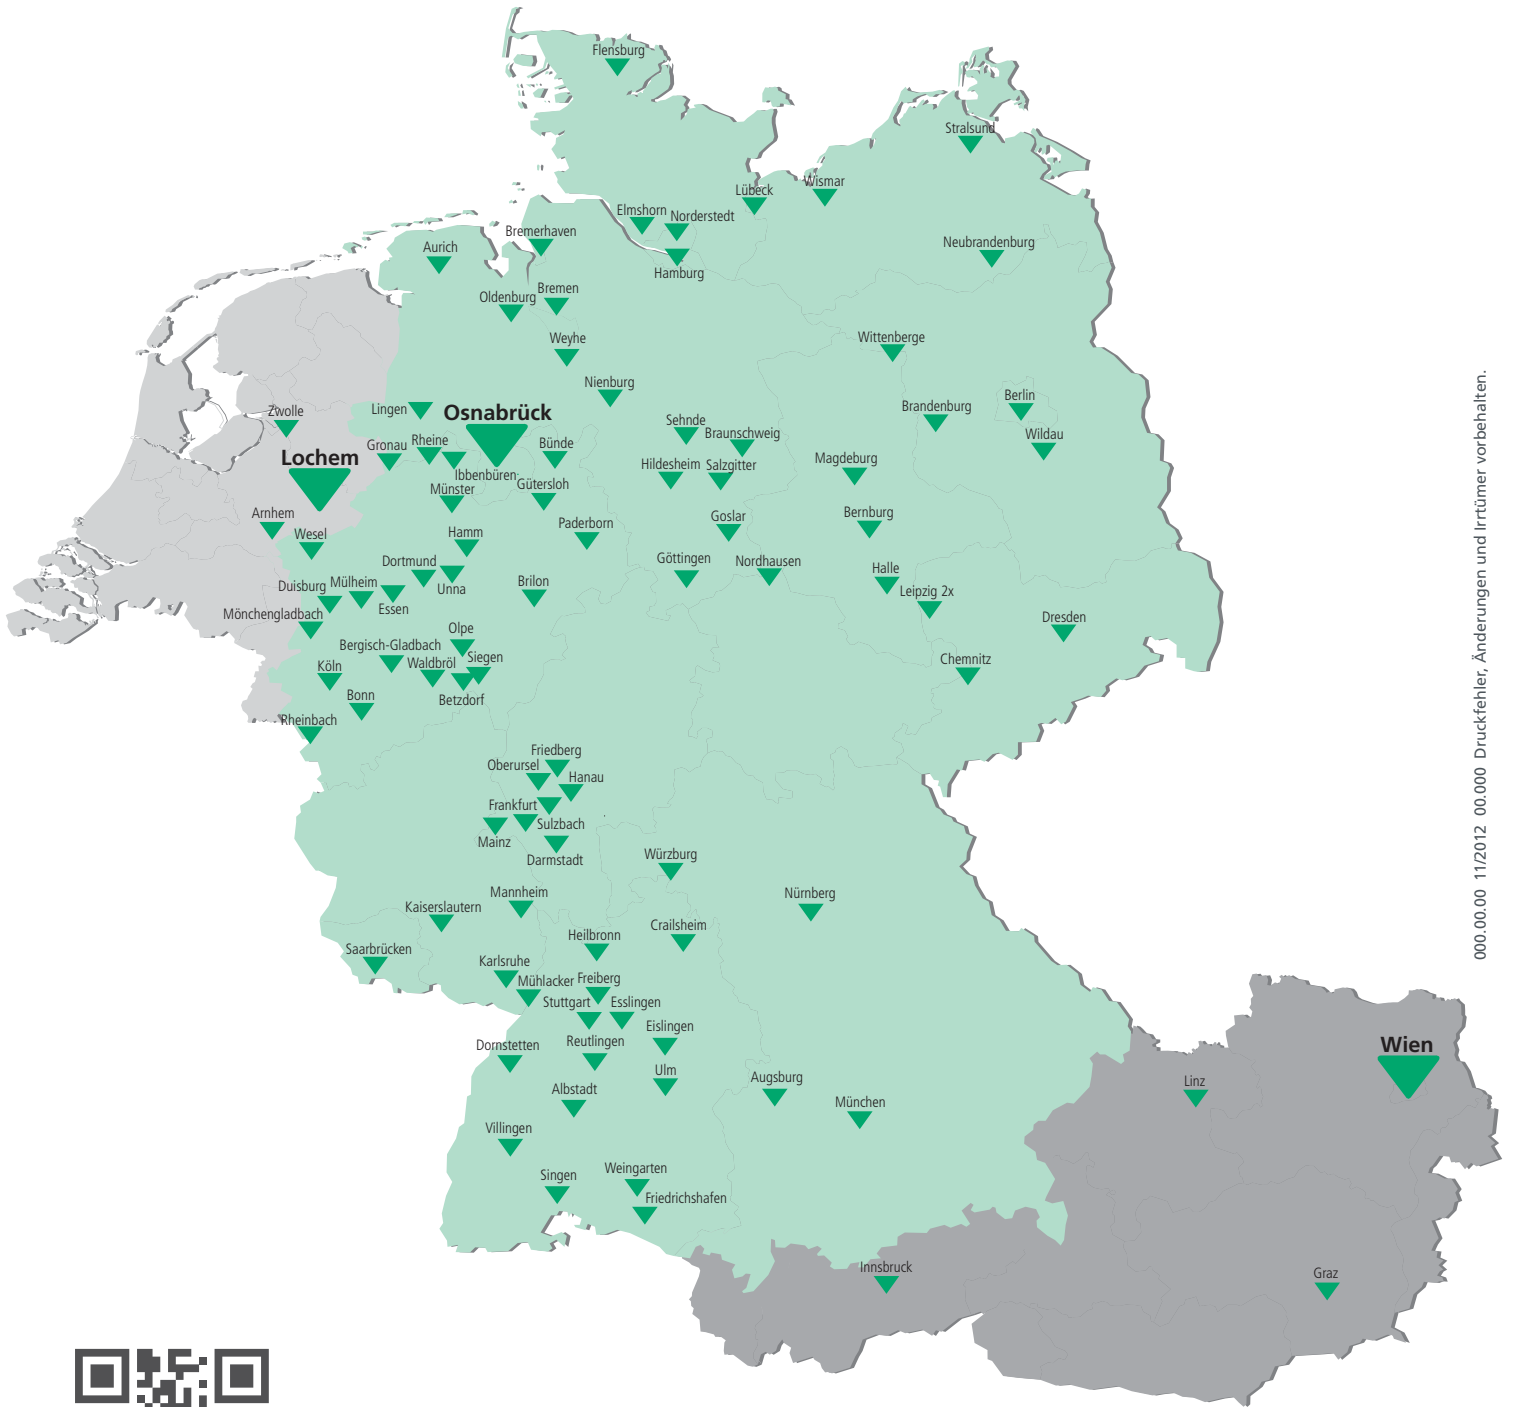 Flensburg
Stralsund
Wismar
Lübeck
Elmshorn
Norderstedt
Bremerhaven
Neubrandenburg
Aurich
Hamburg
Bremen
Oldenburg
Weyhe
Wittenberge
Nienburg
Berlin
Brandenburg
Lingen
Osnabrück
Zwolle
Sehnde
Braunschweig
Wildau
Rheine
Gronau
Bünde
Lochem
Magdeburg
Hildesheim
Salzgitter
Ibbenbüren
Gütersloh
Münster
Arnhem
Bernburg
Goslar
Paderborn
Wesel
Hamm
Göttingen
Nordhausen
Dortmund
Halle
Duisburg
Mülheim
Brilon
Unna
Leipzig 2x
Essen
Mönchengladbach
Dresden
Olpe
Bergisch-Gladbach
Siegen
Waldbröl
Chemnitz
Köln
Bonn
Betzdorf
Rheinbach
Friedberg
Oberursel
Hanau
Frankfurt
Sulzbach
Mainz
Darmstadt
Würzburg
Mannheim
Nürnberg
Kaiserslautern
Crailsheim
Heilbronn
Saarbrücken
Karlsruhe
Mühlacker
Freiberg
Stuttgart
Esslingen
Eislingen
Reutlingen
Dornstetten
Wien
Ulm
Augsburg
Linz
Albstadt
München
Villingen
Weingarten
Singen
Friedrichshafen
Innsbruck
Graz
000.00.00 11/2012 00.000 Druckfehler, Änderungen und Irrtümer vorbehalten.